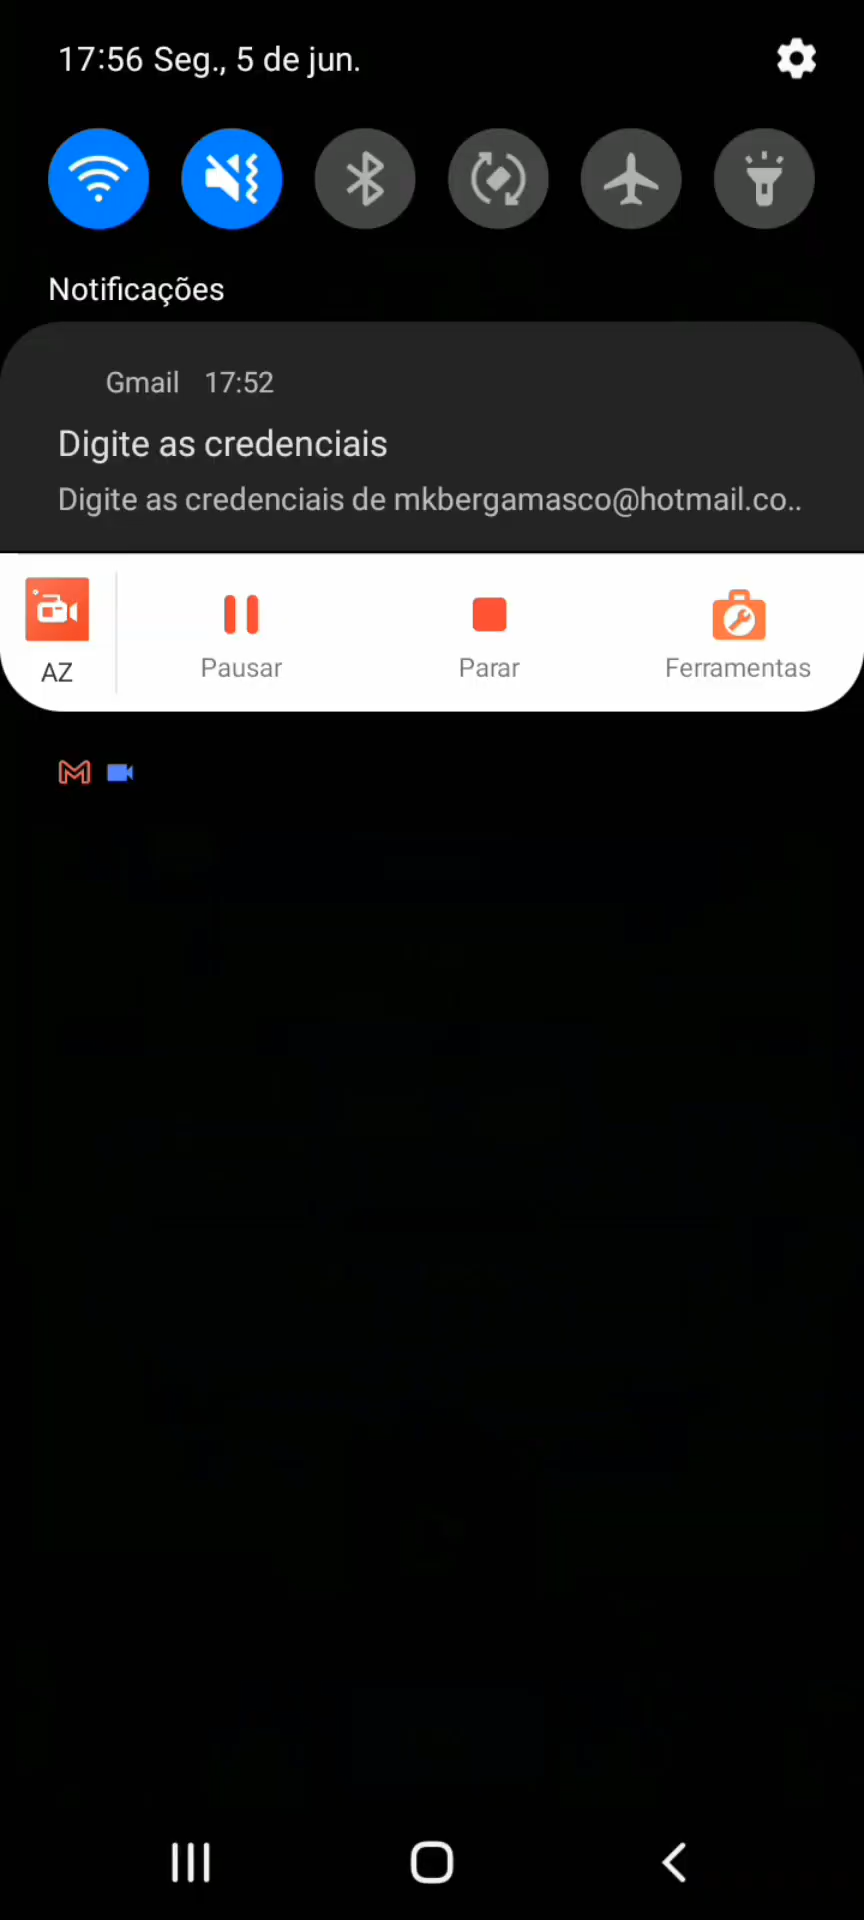 17:56 Seg., 5 de jun.
Notificações
Gmail 17:52
Digite as credenciais
Digite as credenciais de mkbergamasco@hotmail.co..
AZ
Pausar
Parar
Ferramentas